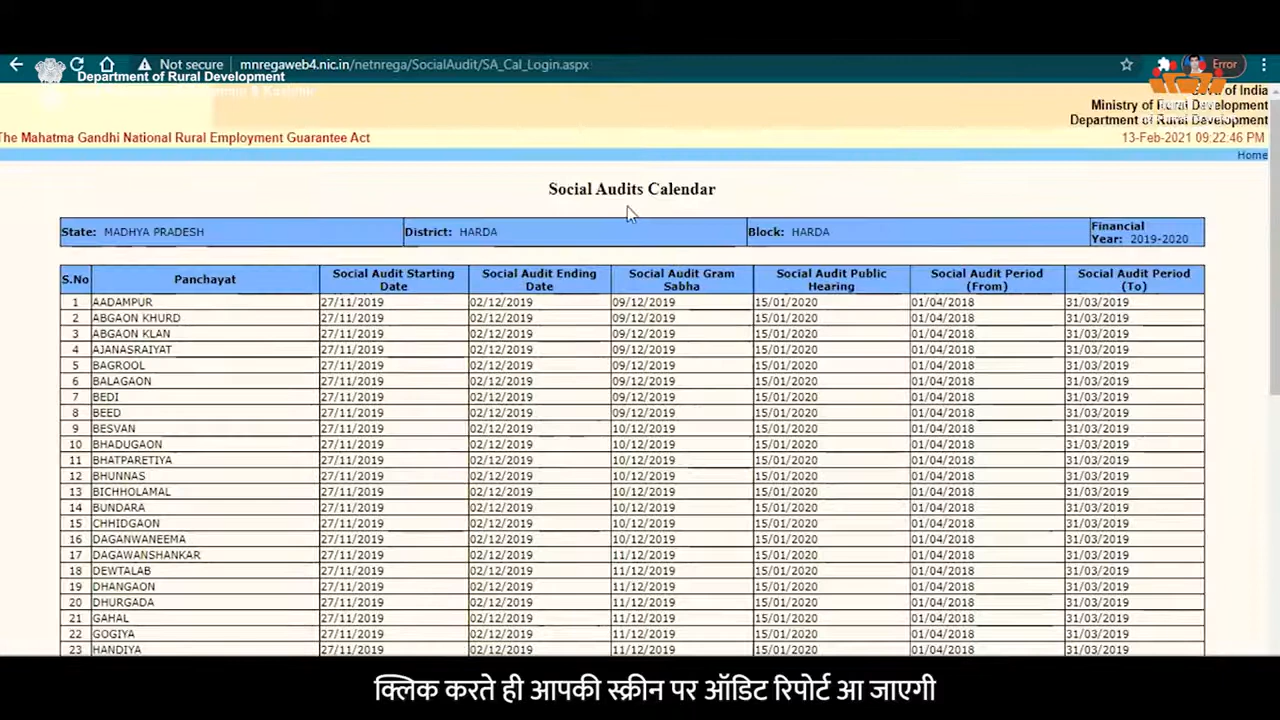 Not secure mnregaweb4.nic.in/netnrega/SocialAudit/SA_Cal_Login.aspx Error
Department of Rural Development
Govt of India
Ministry of Rural Development
Department of Rural Development
The Mahatma Gandhi National Rural Employment Guarantee Act 13-Feb-2021 09:22:46 PM
Home
Social Audits Calendar
State: MADHYA PRADESH District: HARDA Block: HARDA Financial Year: 2019-2020
S.No Panchayat Social Audit Starting Date Social Audit Ending Date Social Audit Gram Sabha Social Audit Public Hearing Social Audit Period (From) Social Audit Period (To)
1 AADAMPUR 27/11/2019 02/12/2019 09/12/2019 15/01/2020 01/04/2018 31/03/2019
2 ABGAON KHURD 27/11/2019 02/12/2019 09/12/2019 15/01/2020 01/04/2018 31/03/2019
3 ABGAON KLAN 27/11/2019 02/12/2019 09/12/2019 15/01/2020 01/04/2018 31/03/2019
4 AJANASRAIYAT 27/11/2019 02/12/2019 09/12/2019 15/01/2020 01/04/2018 31/03/2019
5 BAGROOL 27/11/2019 02/12/2019 09/12/2019 15/01/2020 01/04/2018 31/03/2019
6 BALAGAON 27/11/2019 02/12/2019 09/12/2019 15/01/2020 01/04/2018 31/03/2019
7 BEDI 27/11/2019 02/12/2019 09/12/2019 15/01/2020 01/04/2018 31/03/2019
8 BEED 27/11/2019 02/12/2019 09/12/2019 15/01/2020 01/04/2018 31/03/2019
9 BESVAN 27/11/2019 02/12/2019 10/12/2019 15/01/2020 01/04/2018 31/03/2019
10 BHADUGAON 27/11/2019 02/12/2019 10/12/2019 15/01/2020 01/04/2018 31/03/2019
11 BHATPARETIYA 27/11/2019 02/12/2019 10/12/2019 15/01/2020 01/04/2018 31/03/2019
12 BHUNNAS 27/11/2019 02/12/2019 10/12/2019 15/01/2020 01/04/2018 31/03/2019
13 BICHHOLAMAL 27/11/2019 02/12/2019 10/12/2019 15/01/2020 01/04/2018 31/03/2019
14 BUNDARA 27/11/2019 02/12/2019 10/12/2019 15/01/2020 01/04/2018 31/03/2019
15 CHHIDGAON 27/11/2019 02/12/2019 10/12/2019 15/01/2020 01/04/2018 31/03/2019
16 DAGANWANEEMA 27/11/2019 02/12/2019 10/12/2019 15/01/2020 01/04/2018 31/03/2019
17 DAGAWANSHANKAR 27/11/2019 02/12/2019 11/12/2019 15/01/2020 01/04/2018 31/03/2019
18 DEWTALAB 27/11/2019 02/12/2019 11/12/2019 15/01/2020 01/04/2018 31/03/2019
19 DHANGAON 27/11/2019 02/12/2019 11/12/2019 15/01/2020 01/04/2018 31/03/2019
20 DHURGADA 27/11/2019 02/12/2019 11/12/2019 15/01/2020 01/04/2018 31/03/2019
21 GAHAL 27/11/2019 02/12/2019 11/12/2019 15/01/2020 01/04/2018 31/03/2019
22 GOGIYA 27/11/2019 02/12/2019 11/12/2019 15/01/2020 01/04/2018 31/03/2019
23 HANDIYA 27/11/2019 02/12/2019 11/12/2019 15/01/2020 01/04/2018 31/03/2019
क्लिक करते ही आपकी स्क्रीन पर ऑडिट रिपोर्ट आ जाएगी